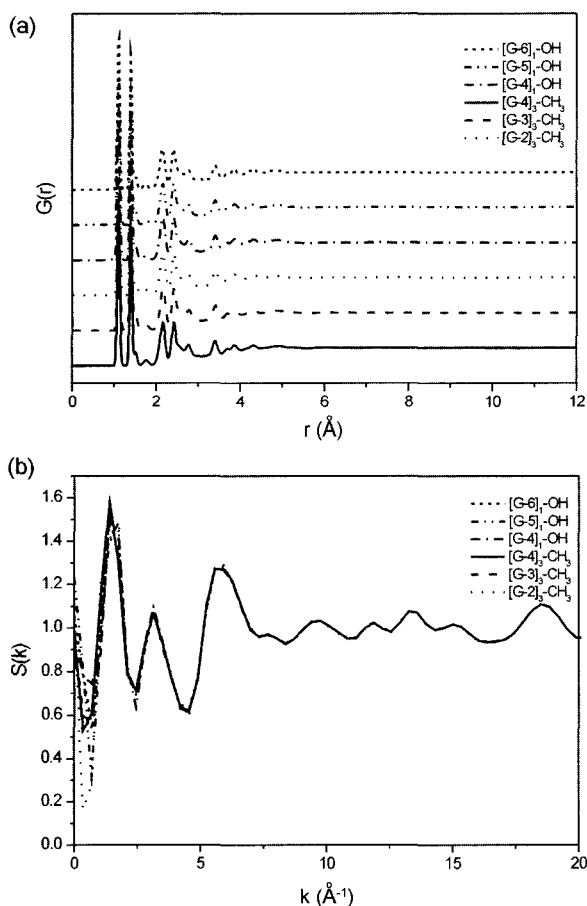 (a)
[G-6]₁-OH
[G-5]₁-OH
[G-4]₁-OH
[G-4]₃-CH₃
[G-3]₃-CH₃
[G-2]₃-CH₃
G(r)
0 2 4 6 8 10 12
r (Å)
(b)
1.6
1.4
1.2
1.0
0.8
0.6
0.4
0.2
0.0
[G-6]₁-OH
[G-5]₁-OH
[G-4]₁-OH
[G-4]₃-CH₃
[G-3]₃-CH₃
[G-2]₃-CH₃
S(k)
0 5 10 15 20
k (Å⁻¹)